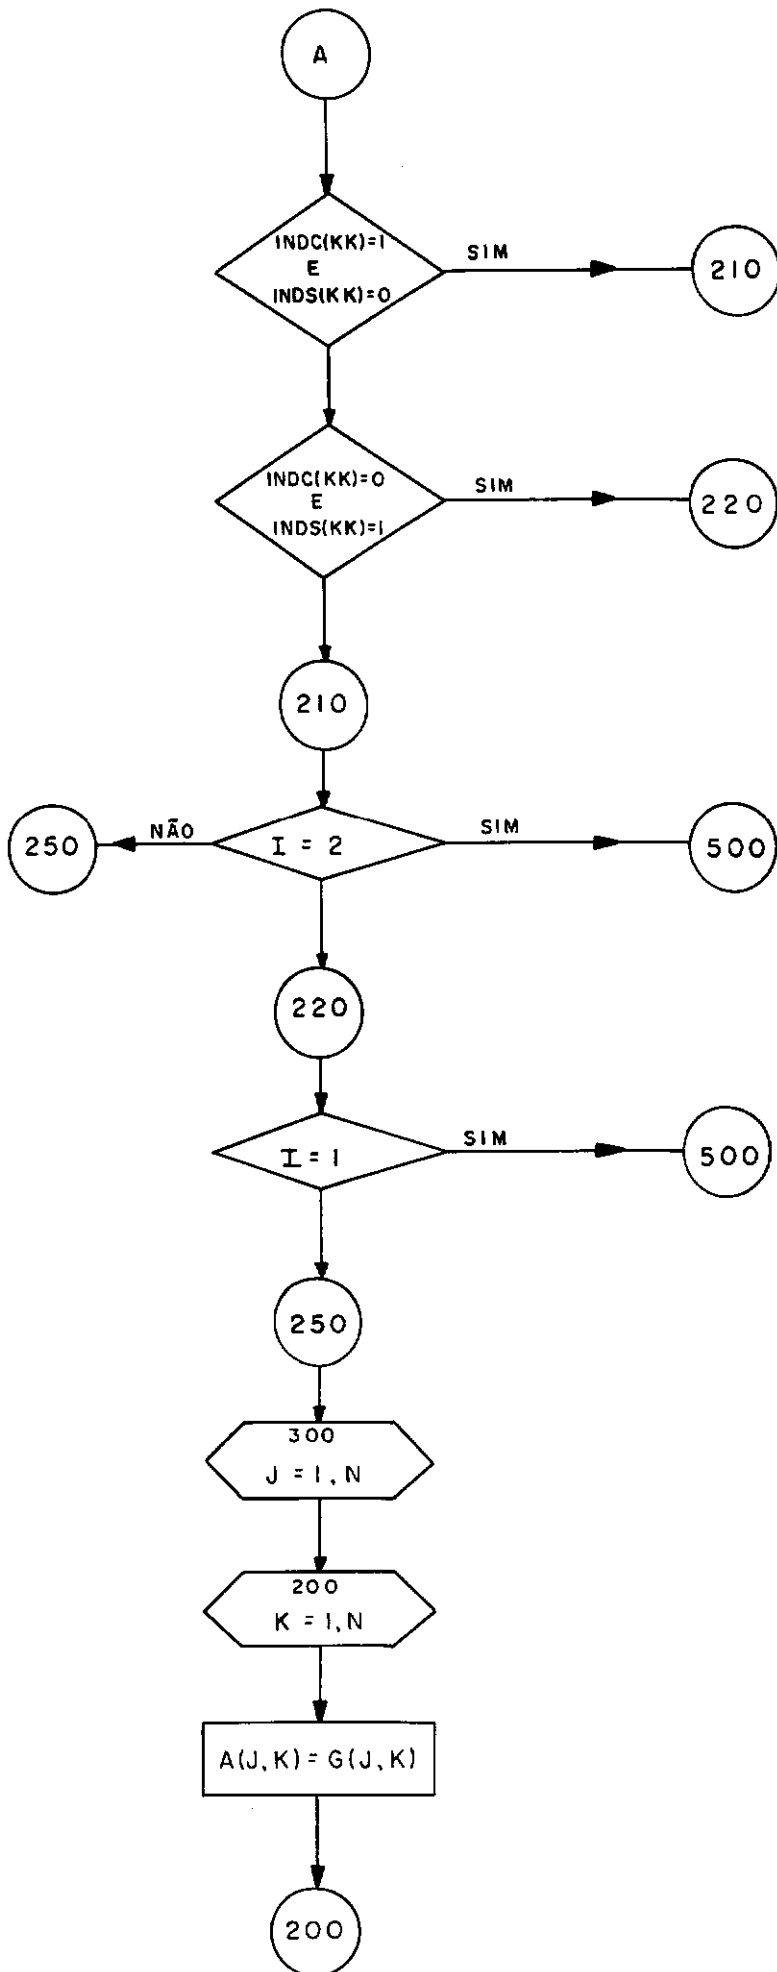 A
INDC(KK)=1
E
INDS(KK)=0
SIM
210
INDC(KK)=0
E
INDS(KK)=1
SIM
220
210
250
NÃO
I = 2
SIM
500
220
I = 1
SIM
500
250
300
J = 1, N
200
K = 1, N
A(J, K) = G(J, K)
200